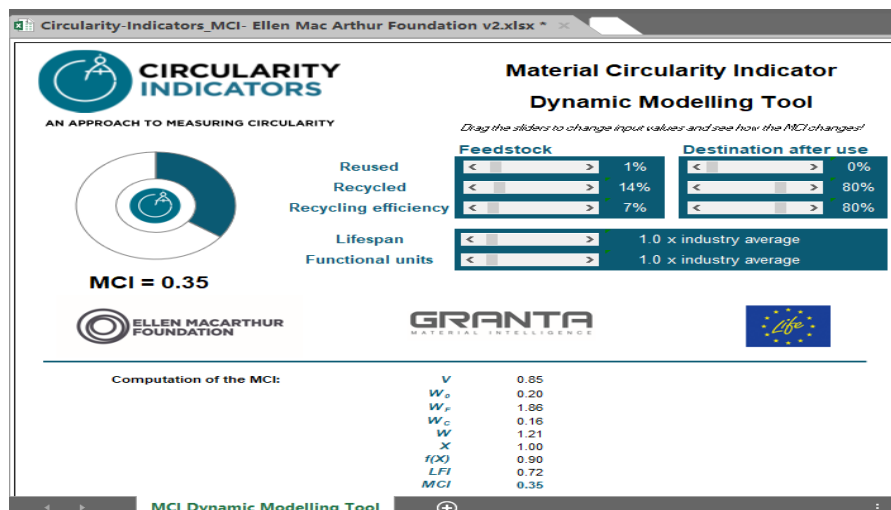 Circularity-Indicators_MCI- Ellen Mac Arthur Foundation v2.xlsx *
CIRCULARITY
INDICATORS
AN APPROACH TO MEASURING CIRCULARITY
Material Circularity Indicator
Dynamic Modelling Tool
Drag the sliders to change input values and see how the MCI changes!
Feedstock Destination after use
Reused 1% 0%
Recycled 14% 80%
Recycling efficiency 7% 80%
Lifespan 1.0 x industry average
Functional units 1.0 x industry average
MCI = 0.35
ELLEN MACARTHUR
FOUNDATION
GRANTA
MATERIAL INTELLIGENCE
Life
Computation of the MCI:
V 0.85
W₀ 0.20
W_F 1.86
W_C 0.16
W 1.21
X 1.00
f(X) 0.90
LFI 0.72
MCI 0.35
MCI Dynamic Modelling Tool